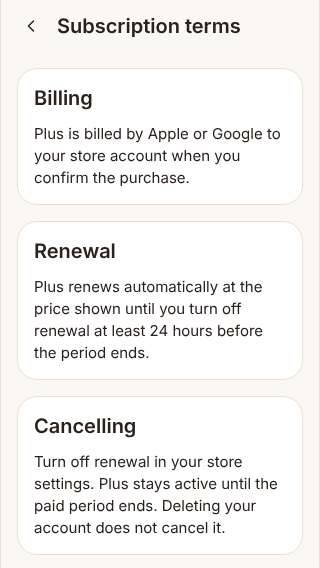 Subscription terms
Billing
Plus is billed by Apple or Google to
your store account when you
confirm the purchase.
Renewal
Plus renews automatically at the
price shown until you turn off
renewal at least 24 hours before
the period ends.
Cancelling
Turn off renewal in your store
settings. Plus stays active until the
paid period ends. Deleting your
account does not cancel it.